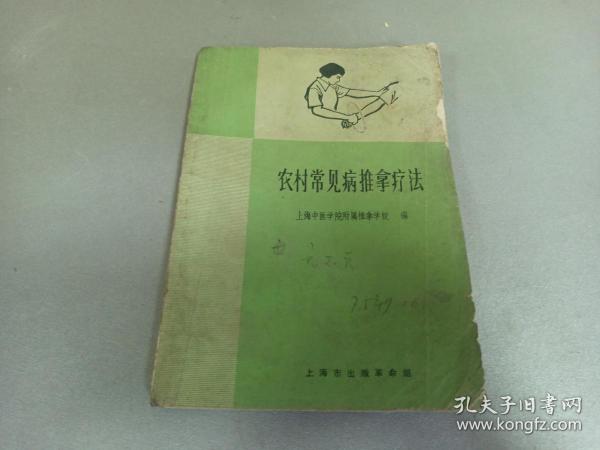 农村常见病推拿疗法
上海中医学院附属推拿学校 编
上海市出版革命组
孔夫子旧书网
www.kongfz.com